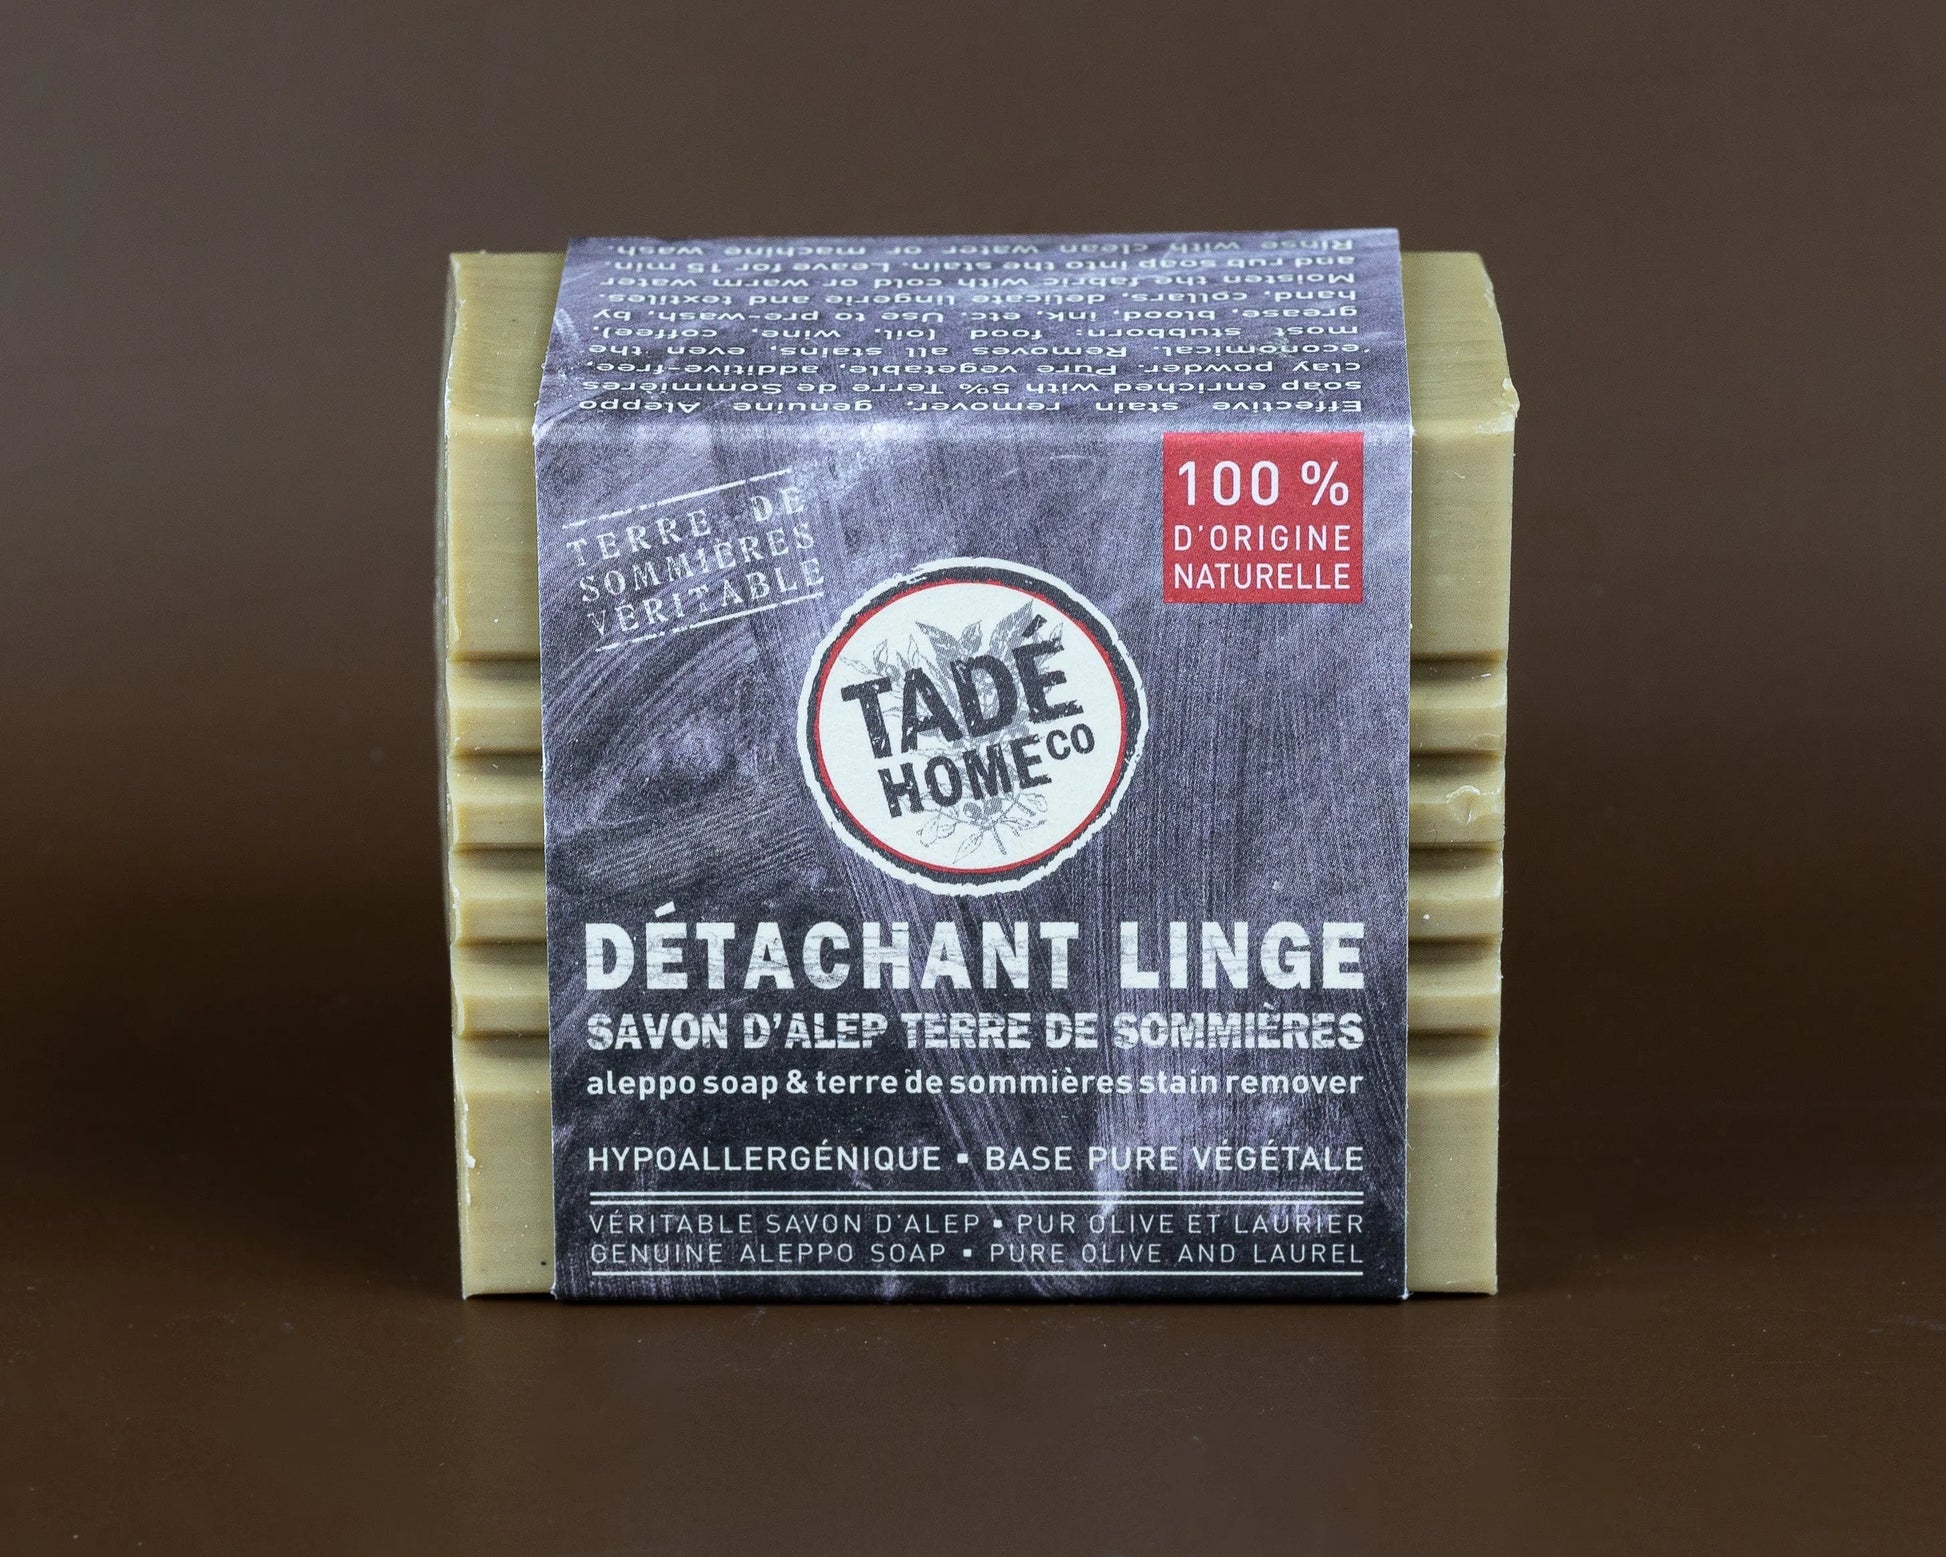 Effective stain remover, genuine Aleppo
soap enriched with 5% Terre de Sommières
clay powder. Pure vegetable, additive-free,
economical. Removes all stains, even the
most stubborn: food (oil, wine, coffee),
grease, blood, ink, etc. Use to pre-wash, by
hand, collars, delicate lingerie and textiles.
Moisten the fabric with cold or warm water
and rub soap into the stain. Leave for 15 min.
Rinse with clean water or machine wash.
TERRE DE
SOMMIÈRES
VÉRITABLE
100 %
D'ORIGINE
NATURELLE
TADÉ
HOME CO
DÉTACHANT LINGE
SAVON D'ALEP TERRE DE SOMMIÈRES
aleppo soap & terre de sommières stain remover
HYPOALLERGÉNIQUE ▪ BASE PURE VÉGÉTALE
VÉRITABLE SAVON D'ALEP ▪ PUR OLIVE ET LAURIER
GENUINE ALEPPO SOAP ▪ PURE OLIVE AND LAUREL